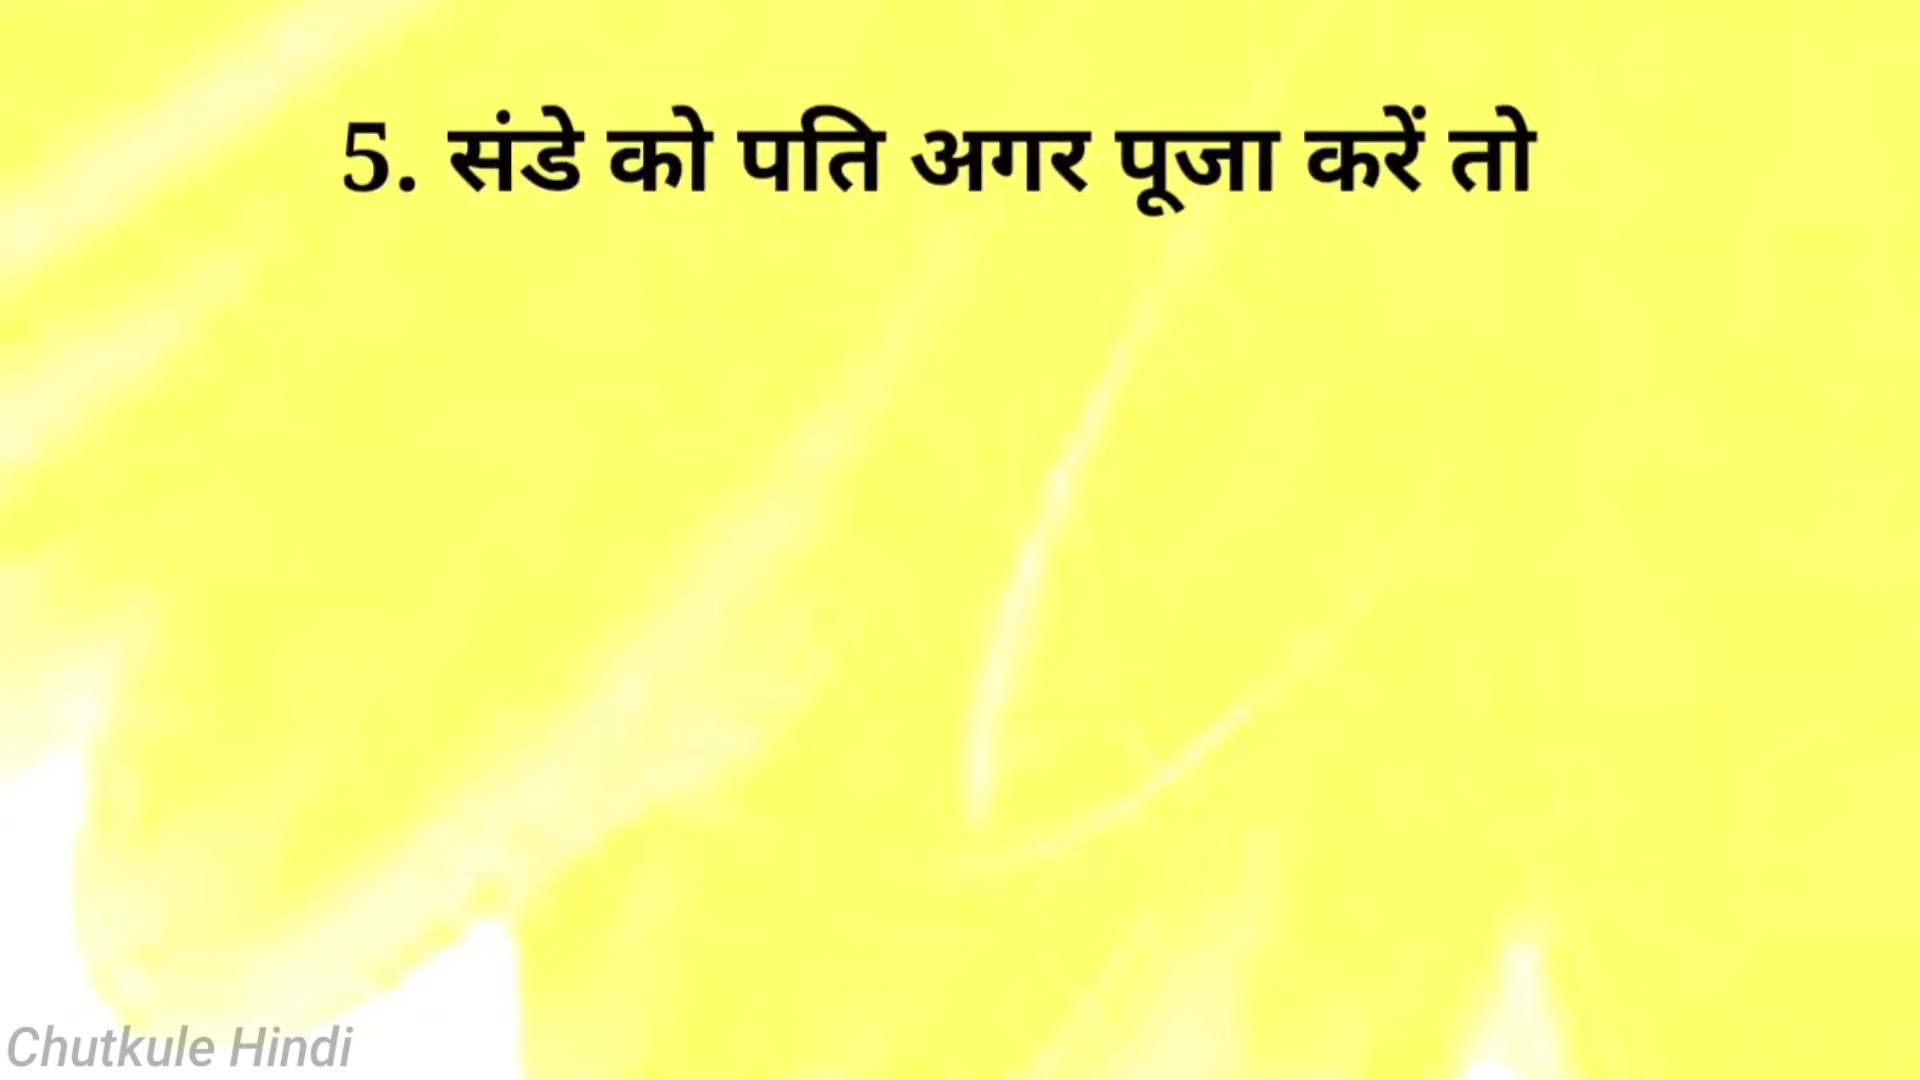 5. संडे को पति अगर पूजा करें तो
Chutkule Hindi